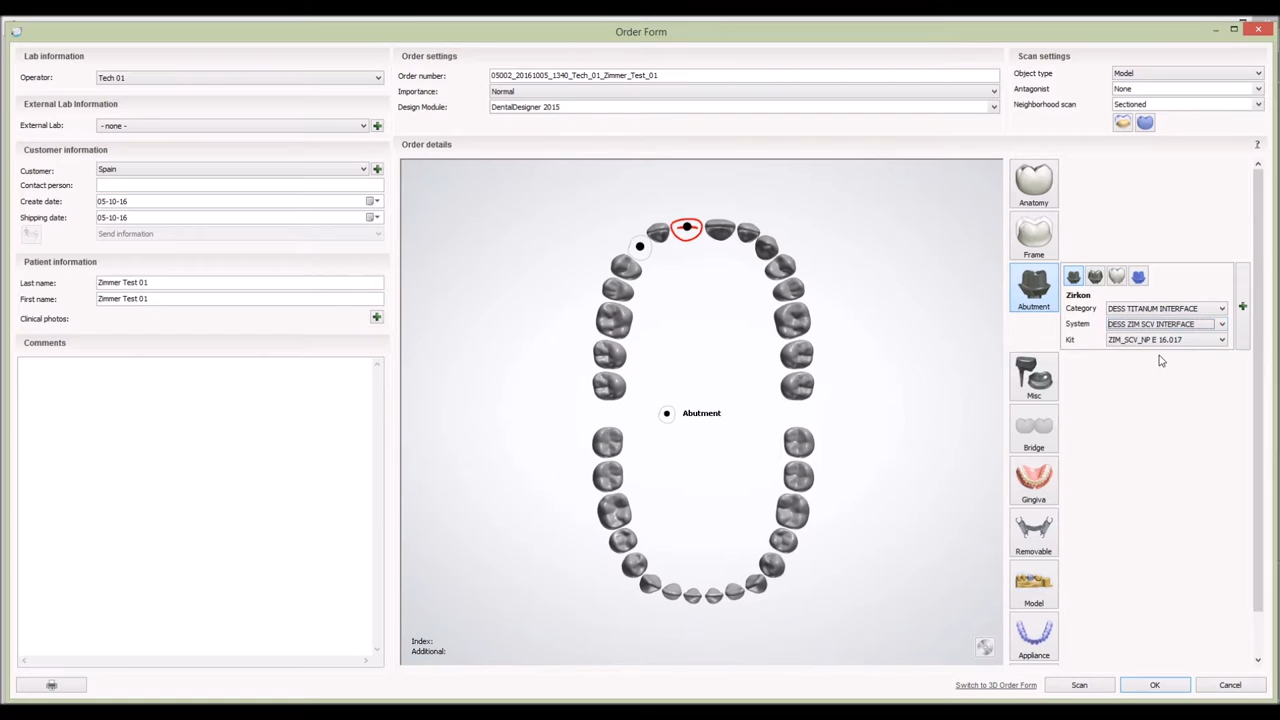 Order Form
Lab information
Operator: Tech 01
External Lab Information
External Lab: - none -
Customer information
Customer: Spain
Contact person:
Create date: 05-10-16
Shipping date: 05-10-16
Send information
Patient information
Last name: Zimmer Test 01
First name: Zimmer Test 01
Clinical photos:
Comments
Order settings
Order number: 05002_20161005_1340_Tech_01_Zimmer_Test_01
Importance: Normal
Design Module: DentalDesigner 2015
Order details
Abutment
Index:
Additional:
Scan settings
Object type Model
Antagonist None
Neighborhood scan Sectioned
?
Anatomy
Frame
Abutment
Zirkon
Category DESS TITANUM INTERFACE
System DESS ZIM SCV INTERFACE
Kit ZIM_SCV_NP E 16.017
Misc
Bridge
Gingiva
Removable
Model
Appliance
Switch to 3D Order Form
Scan
OK
Cancel